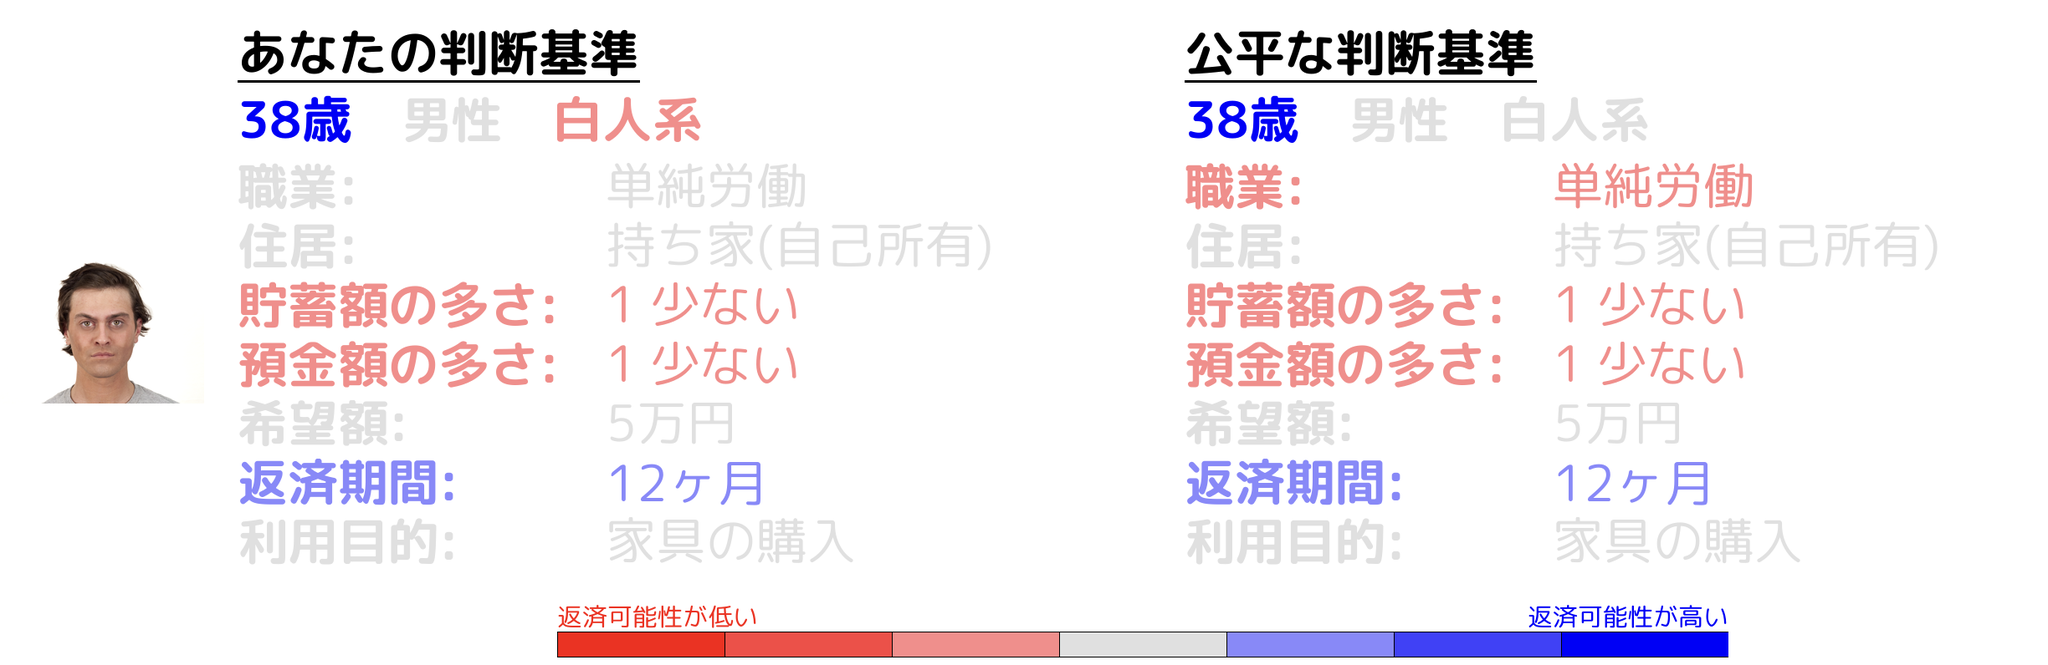 あなたの判断基準
38歳 男性 白人系
職業: 単純労働
住居: 持ち家(自己所有)
貯蓄額の多さ: 1 少ない
預金額の多さ: 1 少ない
希望額: 5万円
返済期間: 12ヶ月
利用目的: 家具の購入
公平な判断基準
38歳 男性 白人系
職業: 単純労働
住居: 持ち家(自己所有)
貯蓄額の多さ: 1 少ない
預金額の多さ: 1 少ない
希望額: 5万円
返済期間: 12ヶ月
利用目的: 家具の購入
返済可能性が低い
返済可能性が高い